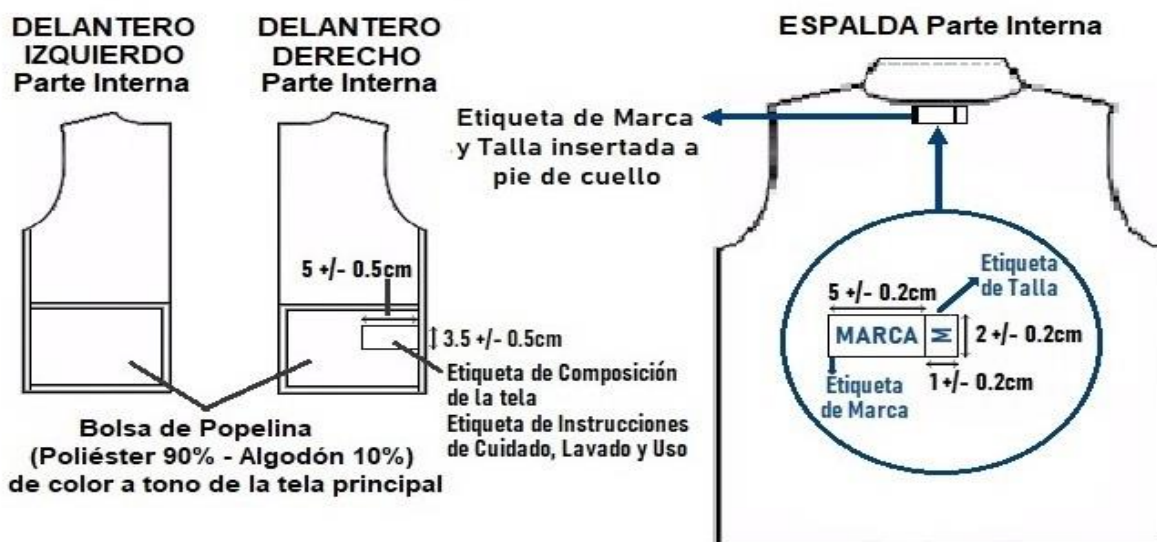 DELANTERO
IZQUIERDO
Parte Interna
DELANTERO
DERECHO
Parte Interna
ESPALDA Parte Interna
Etiqueta de Marca
y Talla insertada a
pie de cuello
5 +/- 0.5cm
3.5 +/- 0.5cm
Etiqueta de Composición
de la tela
Etiqueta de Instrucciones
de Cuidado, Lavado y Uso
Bolsa de Popelina
(Poliéster 90% - Algodón 10%)
de color a tono de la tela principal
Etiqueta
de Talla
5 +/- 0.2cm
MARCA
M
2 +/- 0.2cm
1 +/- 0.2cm
Etiqueta
de Marca